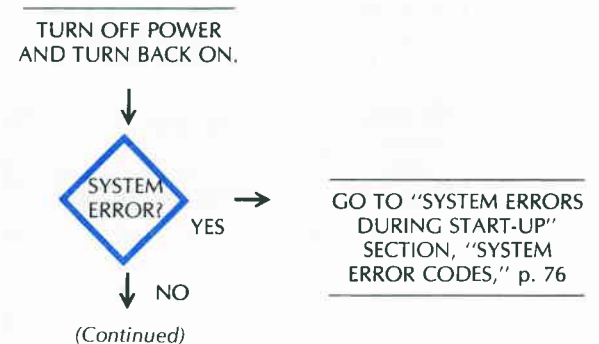 TURN OFF POWER
AND TURN BACK ON.
SYSTEM
ERROR?
YES
GO TO "SYSTEM ERRORS
DURING START-UP"
SECTION, "SYSTEM
ERROR CODES," p. 76
NO
(Continued)